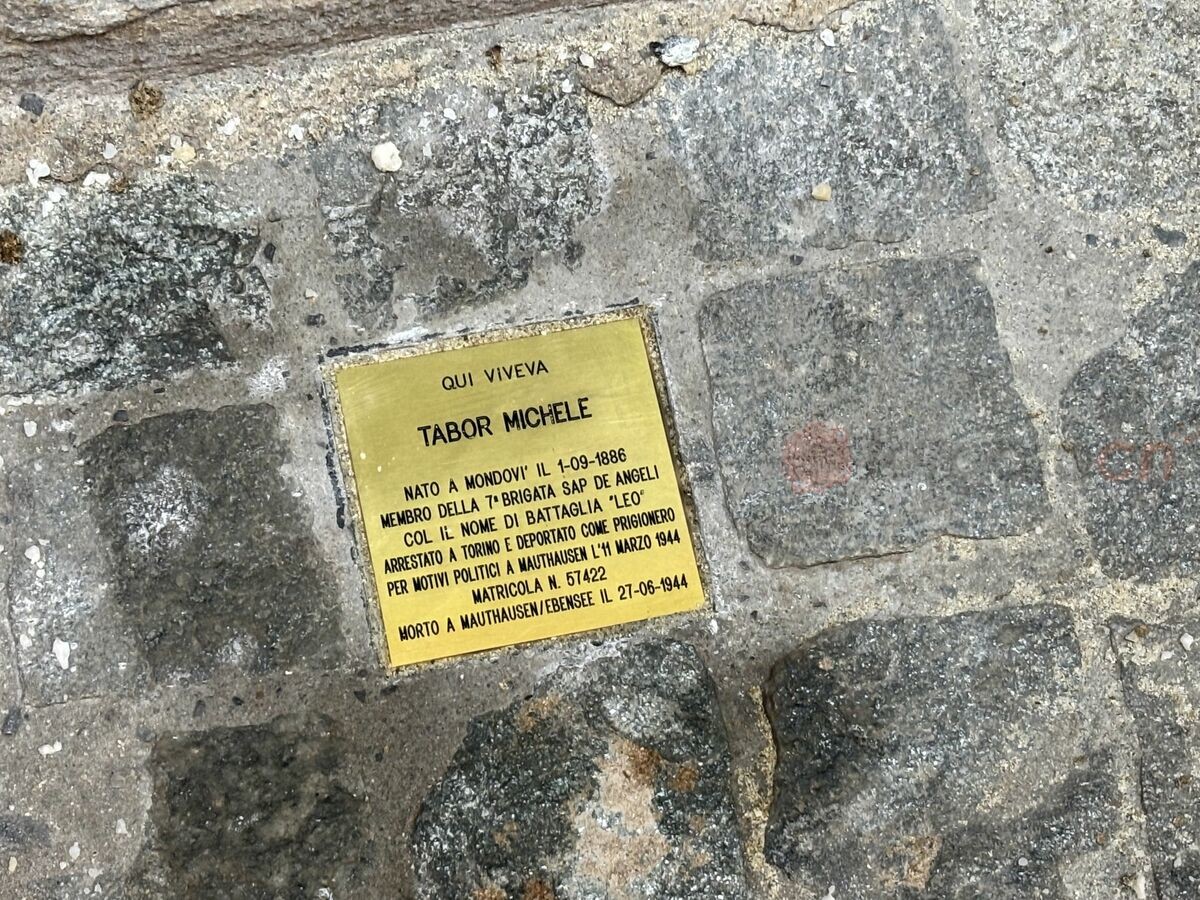 QUI VIVEVA
TABOR MICHELE
NATO A MONDOVI' IL 1-09-1886
MEMBRO DELLA 7ª BRIGATA SAP DE ANGELI
COL IL NOME DI BATTAGLIA "LEO"
ARRESTATO A TORINO E DEPORTATO COME PRIGIONERO
PER MOTIVI POLITICI A MAUTHAUSEN L'11 MARZO 1944
MATRICOLA N. 57422
MORTO A MAUTHAUSEN/EBENSEE IL 27-06-1944